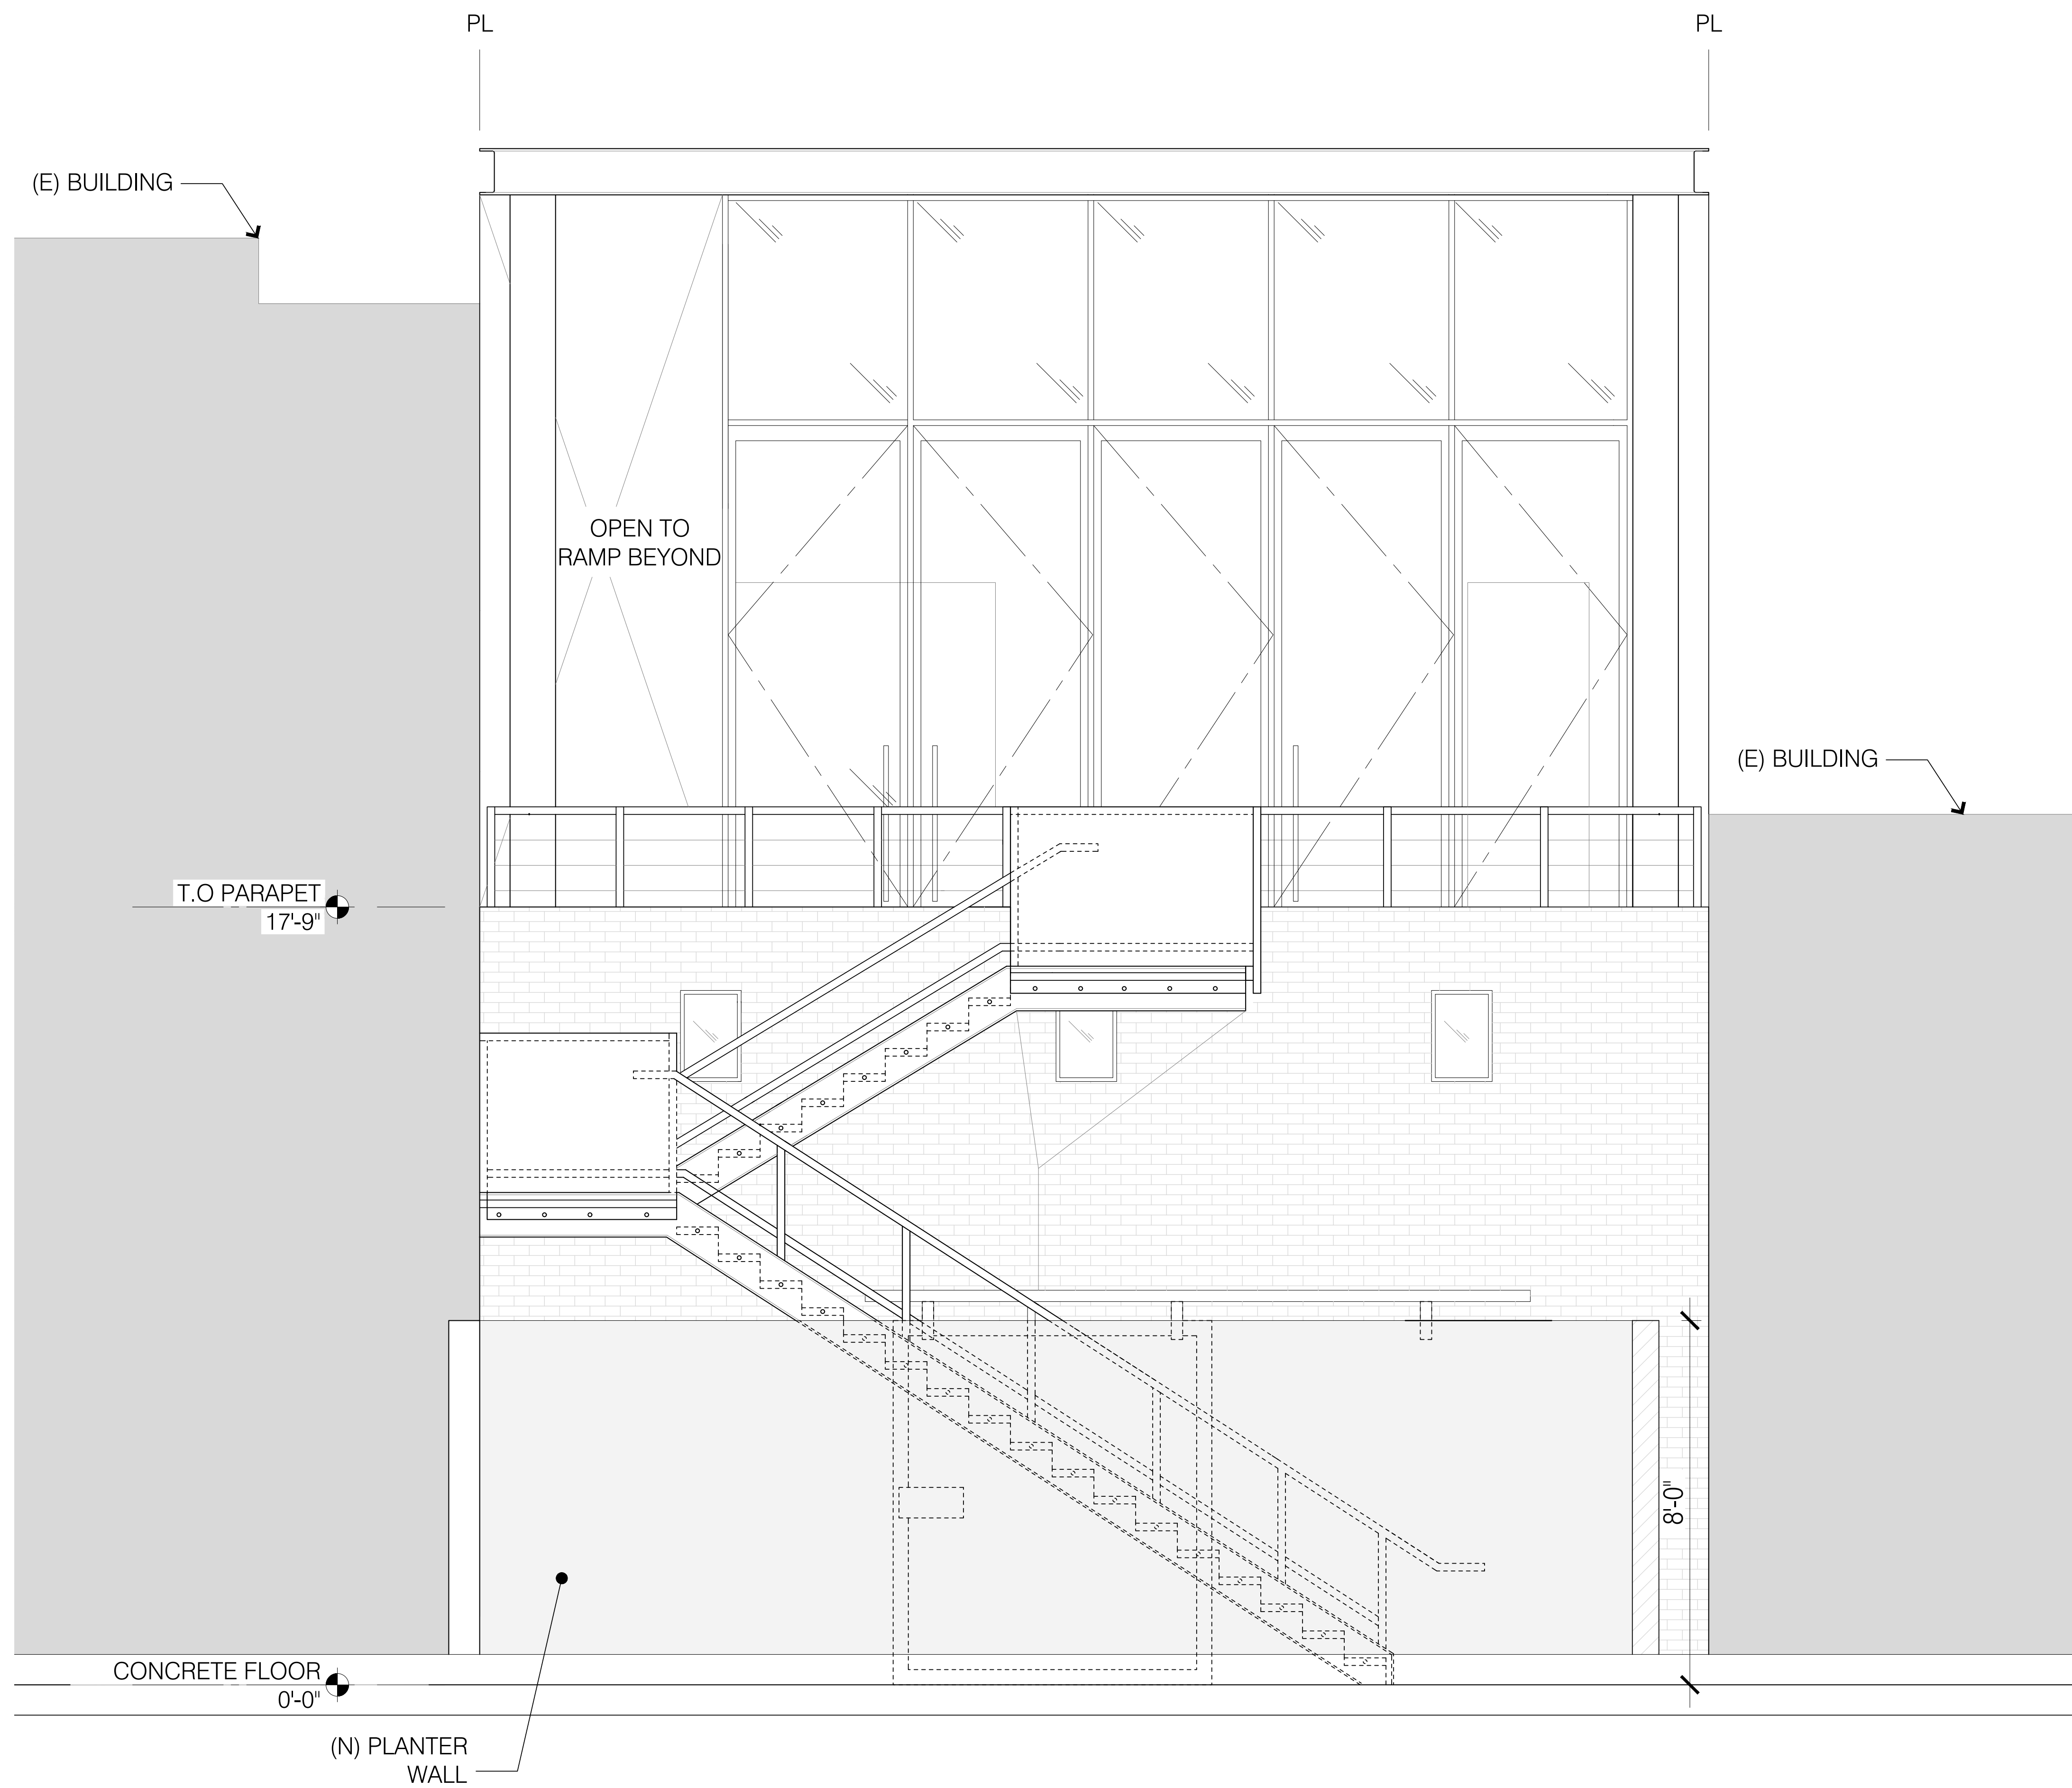 PL
PL
(E) BUILDING
OPEN TO
RAMP BEYOND
(E) BUILDING
T.O PARAPET
17'-9"
8'-0"
CONCRETE FLOOR
0'-0"
(N) PLANTER
WALL